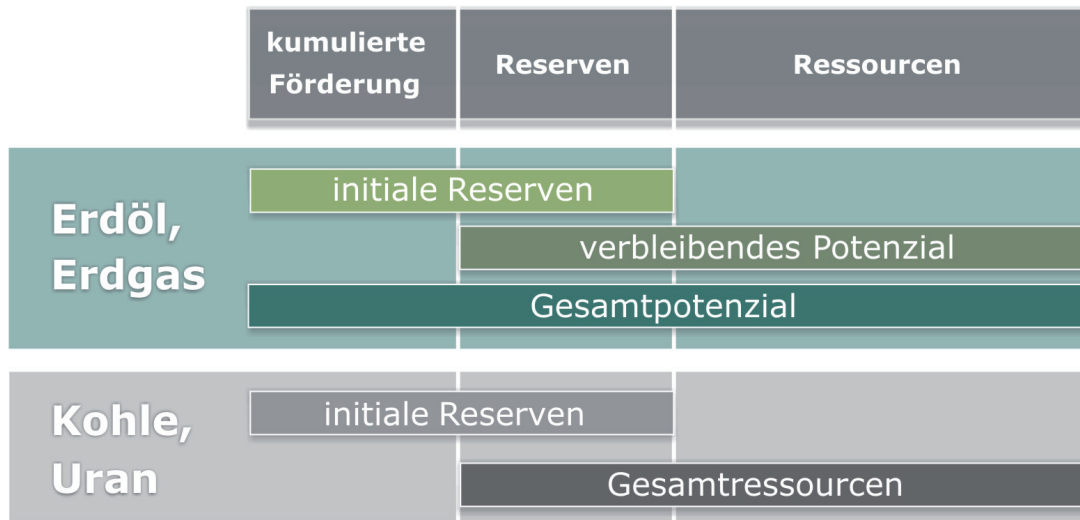 kumulierte
Förderung
Reserven
Ressourcen
Erdöl,
Erdgas
initiale Reserven
verbleibendes Potenzial
Gesamtpotenzial
Kohle,
Uran
initiale Reserven
Gesamtressourcen